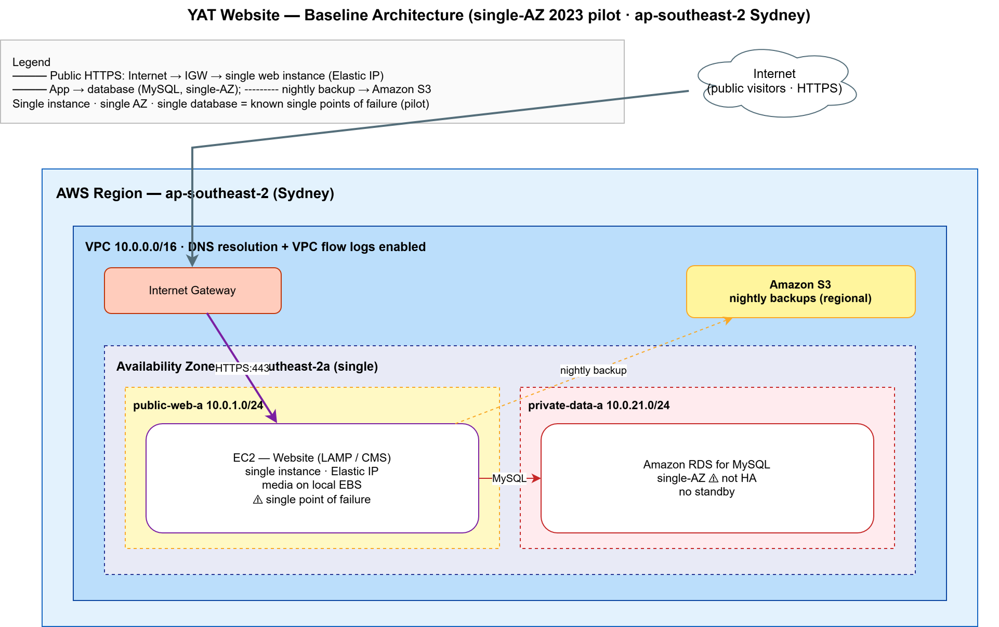 YAT Website — Baseline Architecture (single-AZ 2023 pilot · ap-southeast-2 Sydney)
Legend
——— Public HTTPS: Internet → IGW → single web instance (Elastic IP)
——— App → database (MySQL, single-AZ); --------- nightly backup → Amazon S3
Single instance · single AZ · single database = known single points of failure (pilot)
Internet
(public visitors · HTTPS)
AWS Region — ap-southeast-2 (Sydney)
VPC 10.0.0.0/16 · DNS resolution + VPC flow logs enabled
Internet Gateway
Amazon S3
nightly backups (regional)
Availability Zone utheast-2a (single)
HTTPS:443
nightly backup
public-web-a 10.0.1.0/24
private-data-a 10.0.21.0/24
EC2 — Website (LAMP / CMS)
single instance · Elastic IP
media on local EBS
⚠ single point of failure
MySQL
Amazon RDS for MySQL
single-AZ ⚠ not HA
no standby